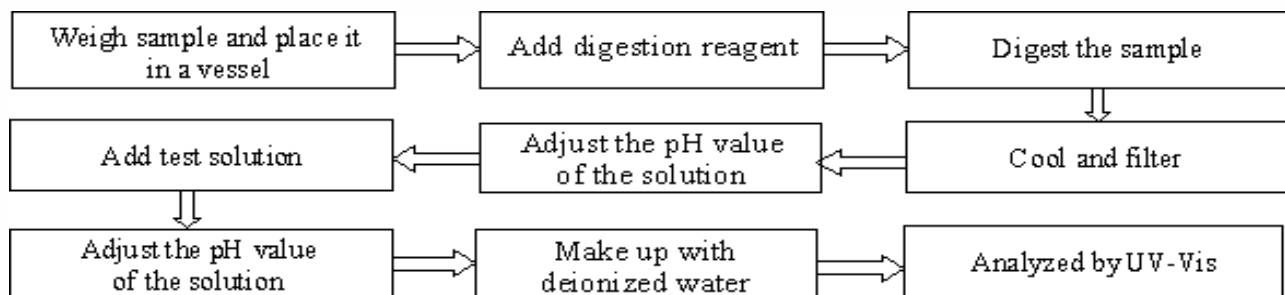 Weigh sample and place it
in a vessel
Add digestion reagent
Digest the sample
Cool and filter
Adjust the pH value
of the solution
Add test solution
Adjust the pH value
of the solution
Make up with
deionized water
Analyzed by UV-Vis